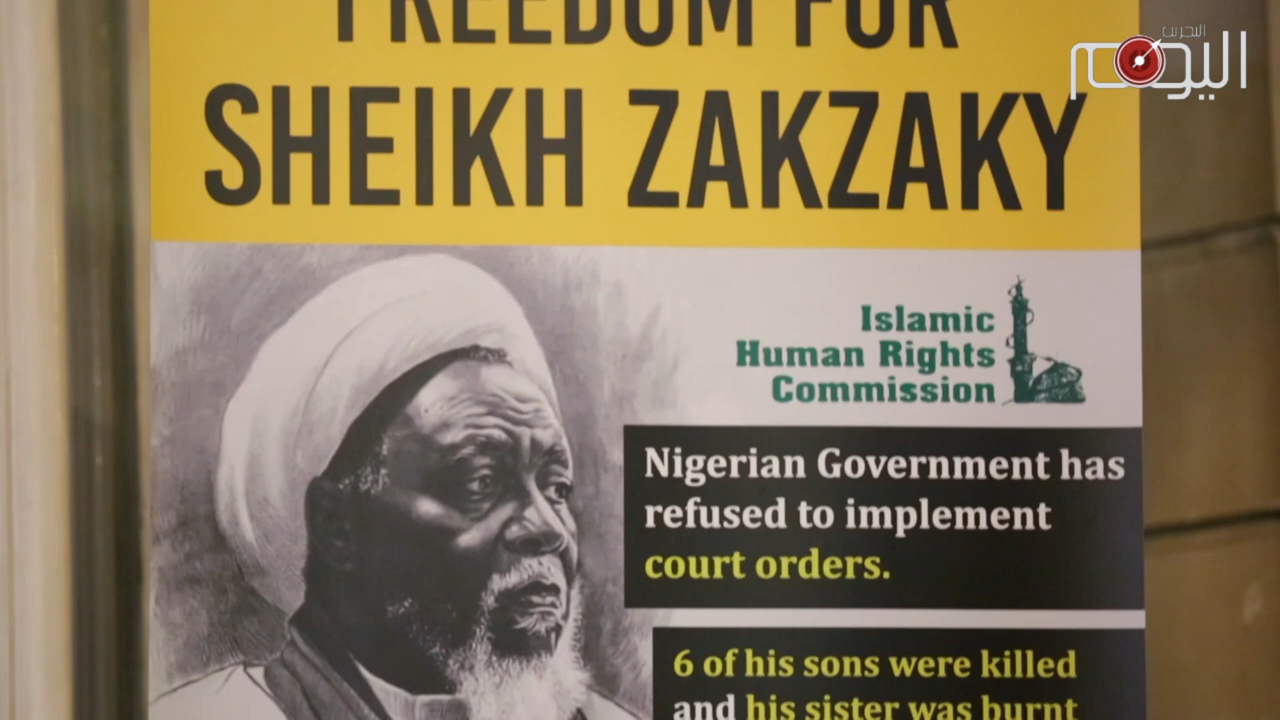 FREEDOM FOR
SHEIKH ZAKZAKY
البحرين
اليوم
Islamic
Human Rights
Commission
Nigerian Government has
refused to implement
court orders.
6 of his sons were killed
and his sister was burnt